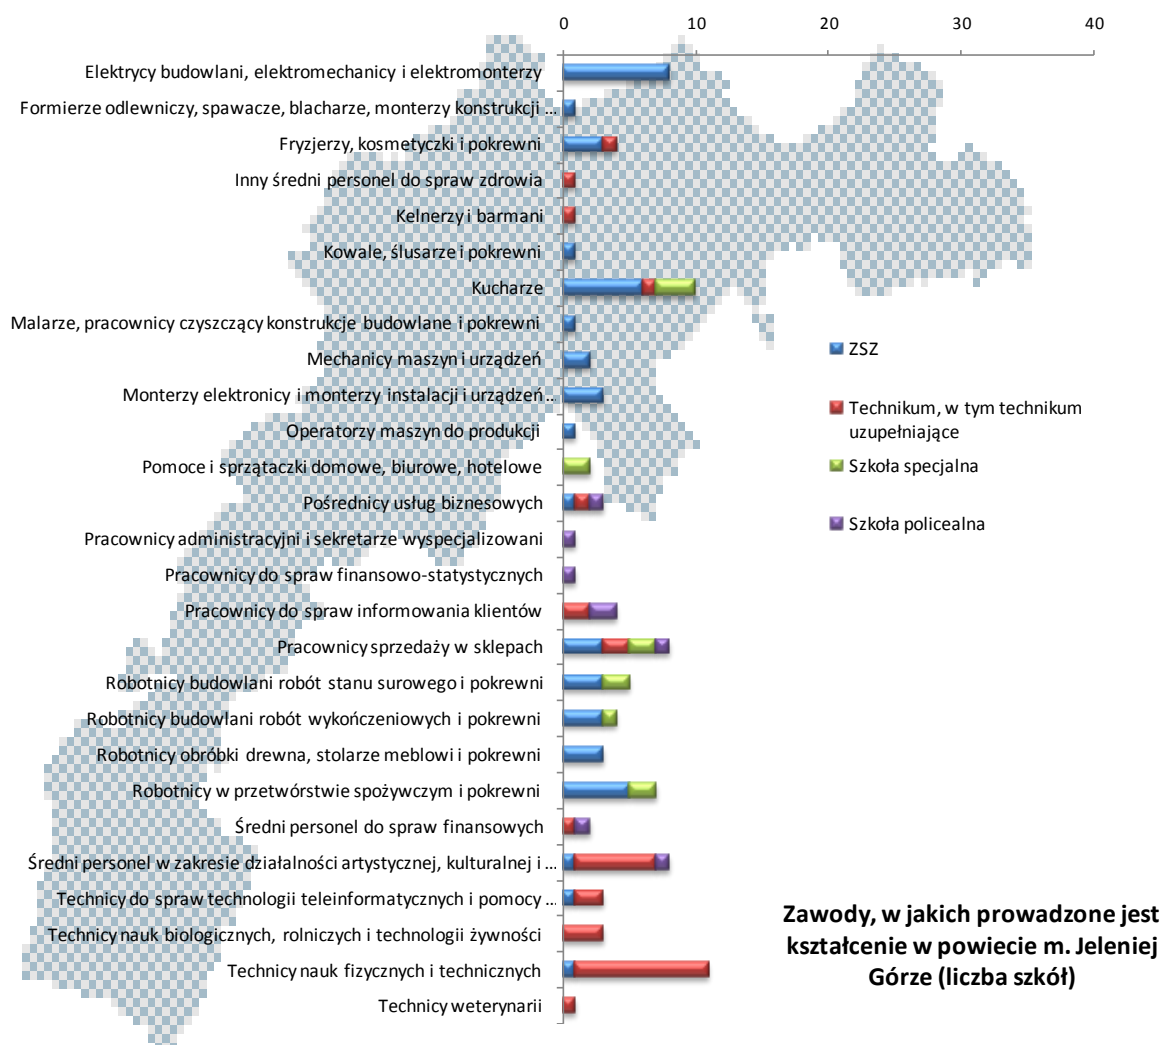 0 10 20 30 40
Elektrycy budowlani, elektromechanicy i elektromonterzy
Formierze odlewniczy, spawacze, blacharze, monterzy konstrukcji ...
Fryzjerzy, kosmetyczki i pokrewni
Inny średni personel do spraw zdrowia
Kelnerzy i barmani
Kowale, ślusarze i pokrewni
Kucharze
Malarze, pracownicy czyszczący konstrukcje budowlane i pokrewni
Mechanicy maszyn i urządzeń
Monterzy elektronicy i monterzy instalacji i urządzeń ..
Operatorzy maszyn do produkcji
Pomoce i sprzątaczki domowe, biurowe, hotelowe
Pośrednicy usług biznesowych
Pracownicy administracyjni i sekretarze wyspecjalizowani
Pracownicy do spraw finansowo-statystycznych
Pracownicy do spraw informowania klientów
Pracownicy sprzedaży w sklepach
Robotnicy budowlani robót stanu surowego i pokrewni
Robotnicy budowlani robót wykończeniowych i pokrewni
Robotnicy obróbki drewna, stolarze meblowi i pokrewni
Robotnicy w przetwórstwie spożywczym i pokrewni
Średni personel do spraw finansowych
Średni personel w zakresie działalności artystycznej, kulturalnej i ...
Technicy do spraw technologii teleinformatycznych i pomocy ...
Technicy nauk biologicznych, rolniczych i technologii żywności
Technicy nauk fizycznych i technicznych
Technicy weterynarii
ZSZ
Technikum, w tym technikum
uzupełniające
Szkoła specjalna
Szkoła policealna
Zawody, w jakich prowadzone jest
kształcenie w powiecie m. Jeleniej
Górze (liczba szkół)